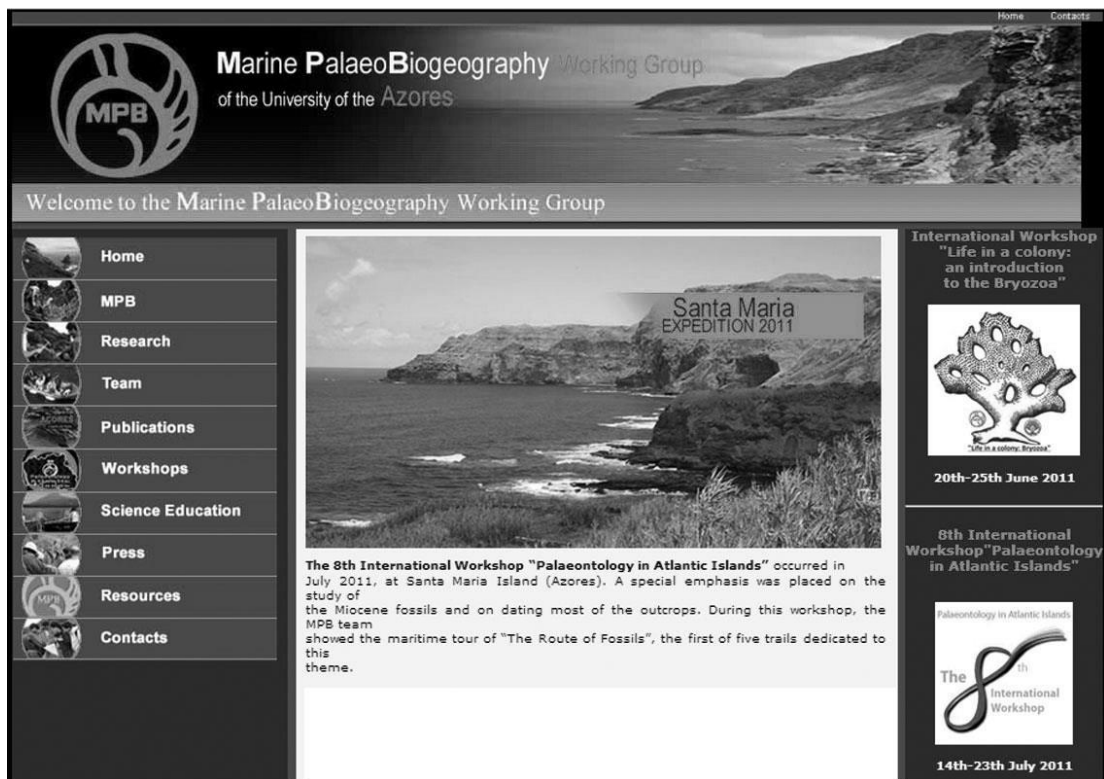 Home Contacts
MPB
Marine PalaeoBiogeography Working Group
of the University of the Azores
Welcome to the Marine PalaeoBiogeography Working Group
Home
MPB
Research
Team
Publications
Workshops
Science Education
Press
Resources
Contacts
Santa Maria
EXPEDITION 2011
The 8th International Workshop “Palaeontology in Atlantic Islands” occurred in
July 2011, at Santa Maria Island (Azores). A special emphasis was placed on the
study of
the Miocene fossils and on dating most of the outcrops. During this workshop, the
MPB team
showed the maritime tour of “The Route of Fossils”, the first of five trails dedicated to
this
theme.
International Workshop
"Life in a colony:
an introduction
to the Bryozoa"
"Life in a colony: Bryozoa"
20th-25th June 2011
8th International
Workshop"Palaeontology
in Atlantic Islands"
Palaeontology in Atlantic Islands
The 8 th
International
Workshop
14th-23th July 2011